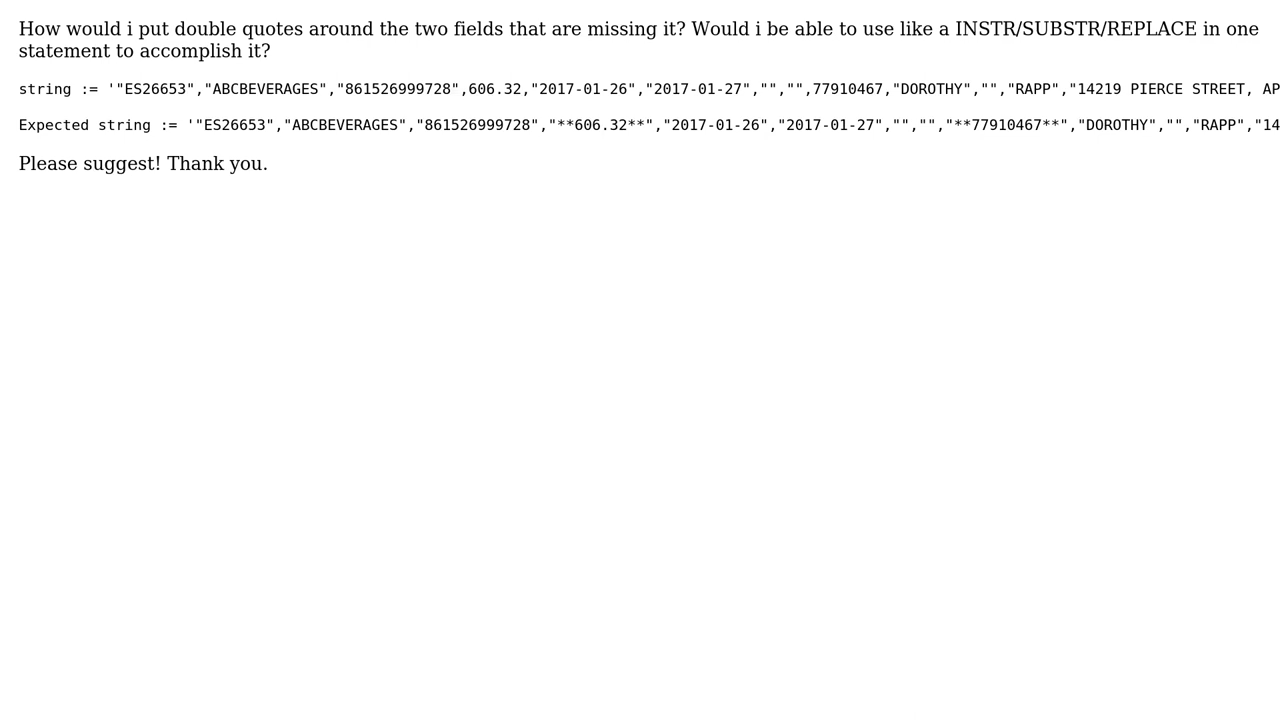 How would i put double quotes around the two fields that are missing it? Would i be able to use like a INSTR/SUBSTR/REPLACE in one
statement to accomplish it?
string := '"ES26653","ABCBEVERAGES","861526999728",606.32,"2017-01-26","2017-01-27","","",77910467,"DOROTHY","","RAPP","14219 PIERCE STREET, AP
Expected string := '"ES26653","ABCBEVERAGES","861526999728","**606.32**","2017-01-26","2017-01-27","","","**77910467**","DOROTHY","","RAPP","14
Please suggest! Thank you.